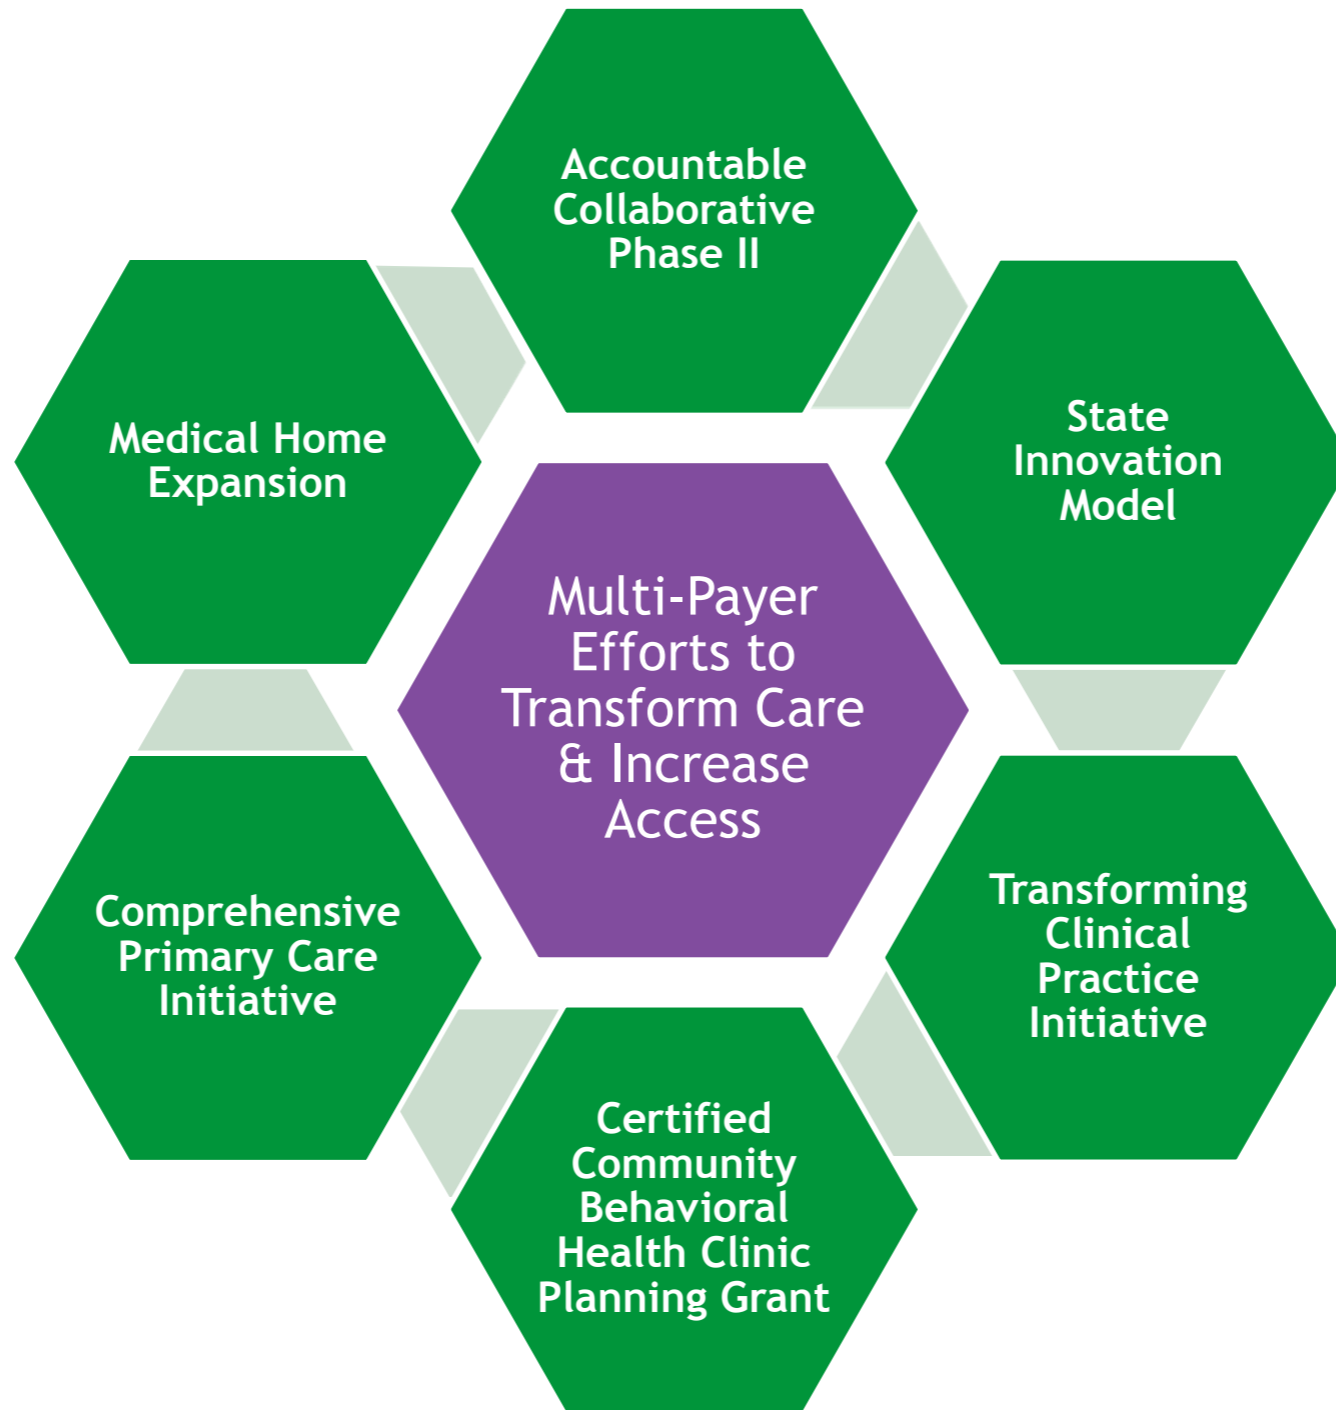 Accountable
Collaborative
Phase II
State
Innovation
Model
Transforming
Clinical
Practice
Initiative
Certified
Community
Behavioral
Health Clinic
Planning Grant
Comprehensive
Primary Care
Initiative
Medical Home
Expansion
Multi-Payer
Efforts to
Transform Care
& Increase
Access